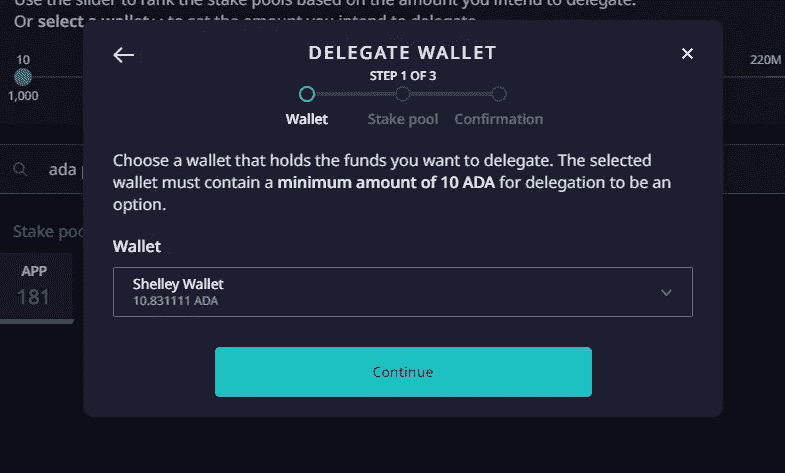 Use the slider to rank the stake pools based on the amount you intend to delegate.
Or select a wallet to get the amount you intend to delegate
10
220M
1,000
ada p
Stake poo
APP
181
DELEGATE WALLET
STEP 1 OF 3
Wallet
Stake pool
Confirmation
Choose a wallet that holds the funds you want to delegate. The selected
wallet must contain a minimum amount of 10 ADA for delegation to be an
option.
Wallet
Shelley Wallet
10.831111 ADA
Continue